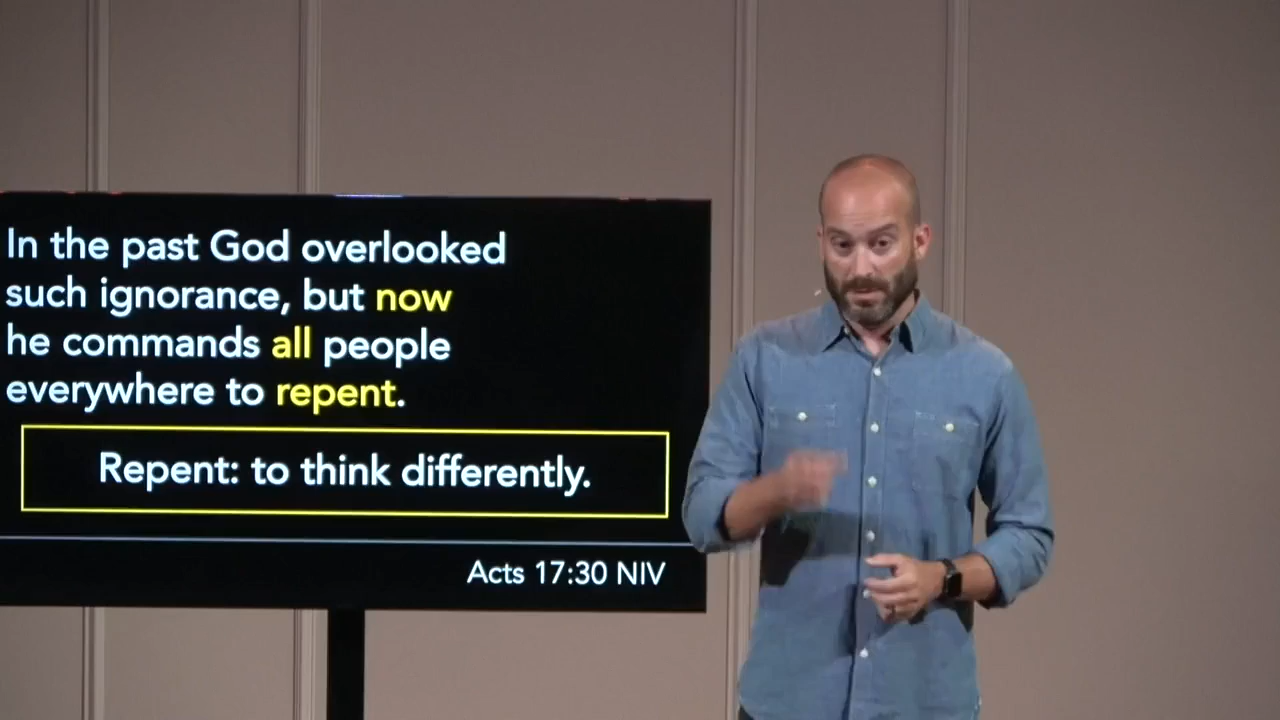 In the past God overlooked
such ignorance, but now
he commands all people
everywhere to repent.
Repent: to think differently.
Acts 17:30 NIV